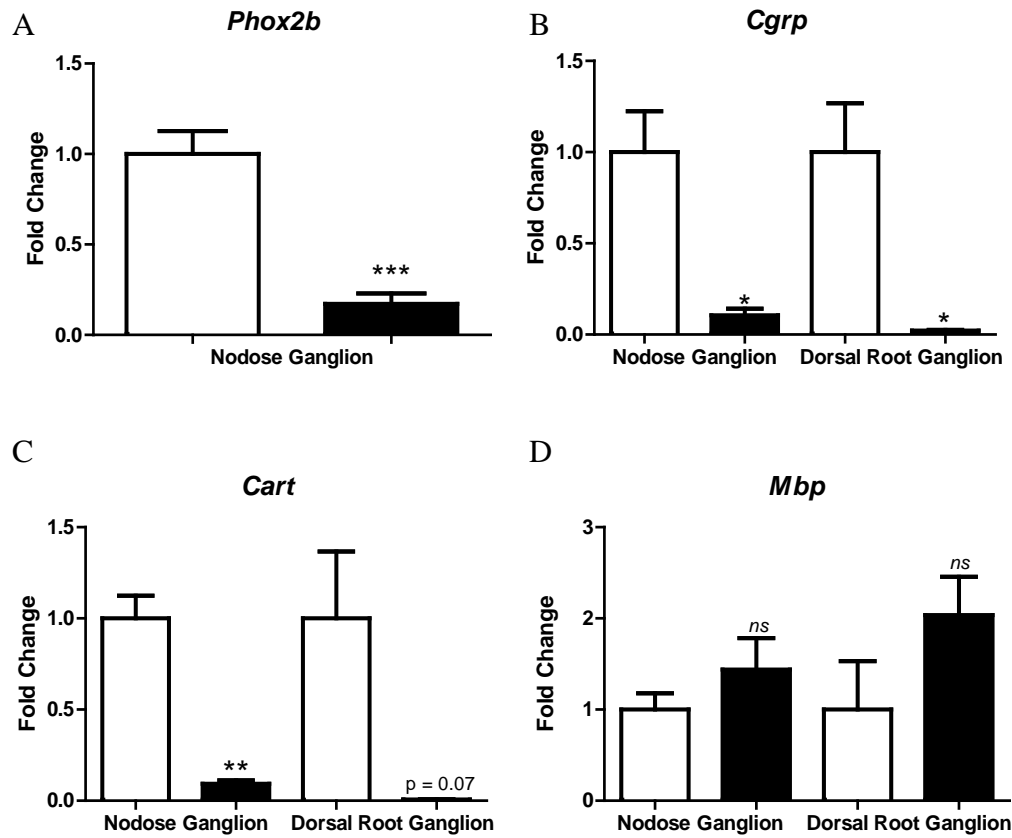 A
Phox2b
Fold Change
1.5
1.0
0.5
0.0
***
Nodose Ganglion
B
Cgrp
Fold Change
1.5
1.0
0.5
0.0
*
*
Nodose Ganglion
Dorsal Root Ganglion
C
Cart
Fold Change
1.5
1.0
0.5
0.0
**
p = 0.07
Nodose Ganglion
Dorsal Root Ganglion
D
Mbp
Fold Change
3
2
1
0
ns
ns
Nodose Ganglion
Dorsal Root Ganglion